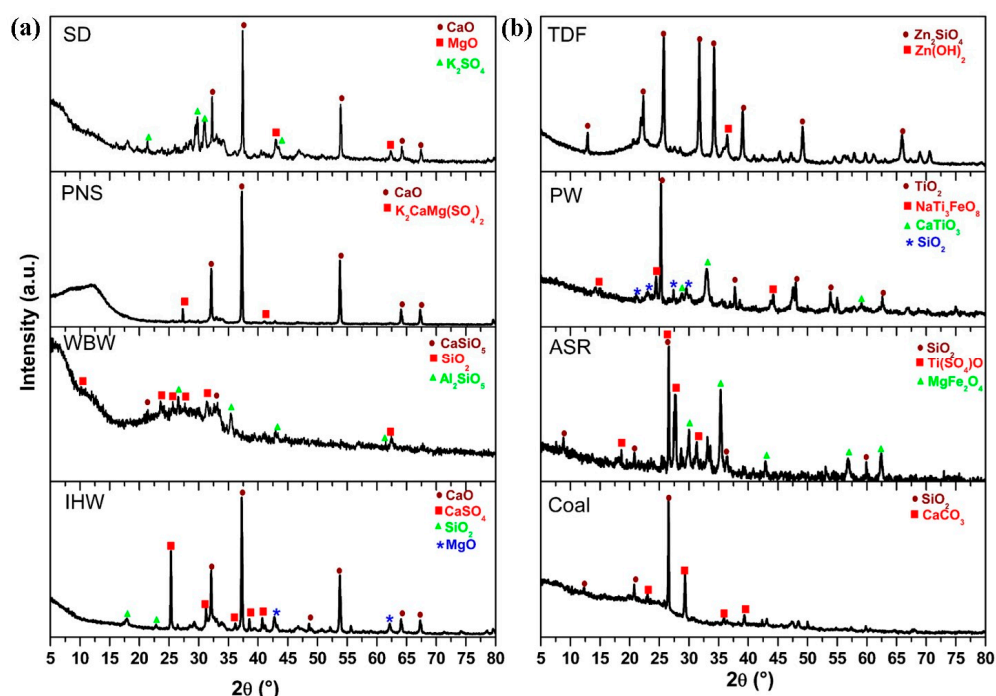 (a)
SD
CaO
MgO
K₂SO₄
PNS
CaO
K₂CaMg(SO₄)₂
WBW
CaSiO₅
SiO₂
Al₂SiO₅
IHW
CaO
CaSO₄
SiO₂
MgO
5 10 15 20 25 30 35 40 45 50 55 60 65 70 75 80
2θ (°)
Intensity (a.u.)
(b)
TDF
Zn₂SiO₄
Zn(OH)₂
PW
TiO₂
NaTi₃FeO₈
CaTiO₃
SiO₂
ASR
SiO₂
Ti(SO₄)O
MgFe₂O₄
Coal
SiO₂
CaCO₃
5 10 15 20 25 30 35 40 45 50 55 60 65 70 75 80
2θ (°)